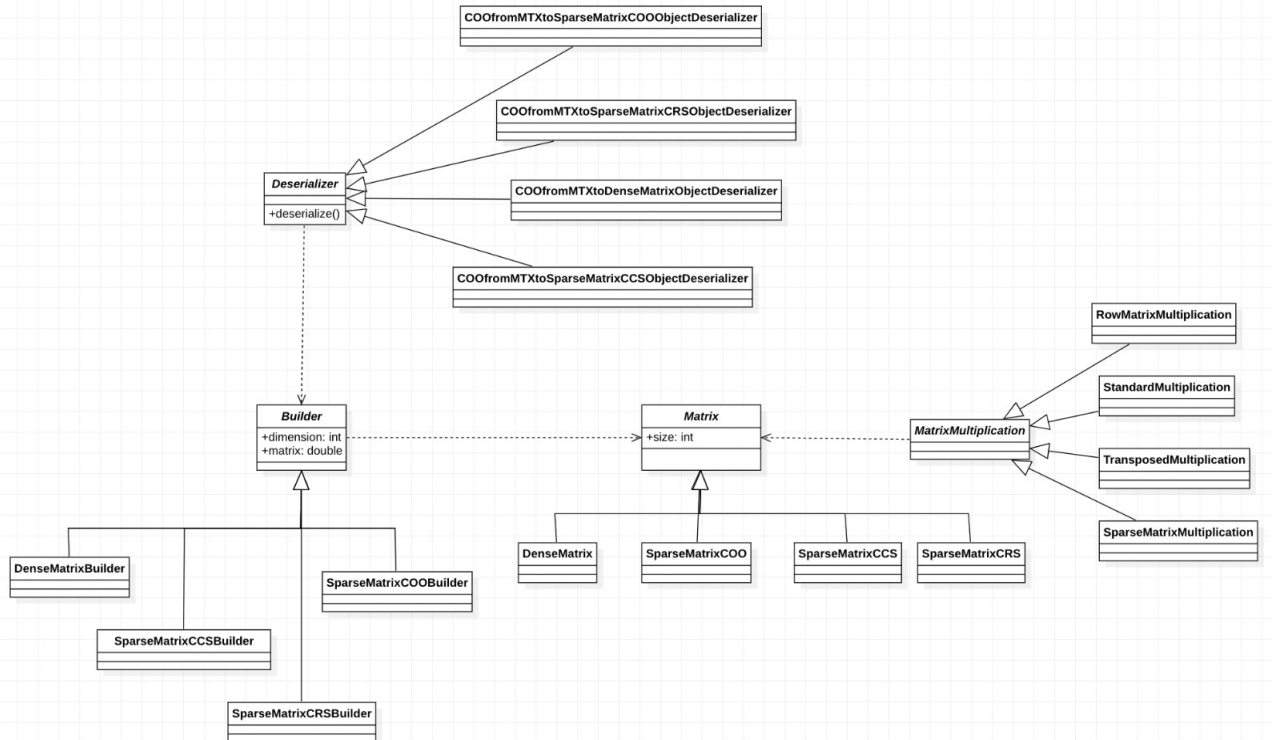 COOfromMTXtoSparseMatrixCOOObjectDeserializer
COOfromMTXtoSparseMatrixCRSObjectDeserializer
Deserializer
+deserialize()
COOfromMTXtoDenseMatrixObjectDeserializer
COOfromMTXtoSparseMatrixCCSObjectDeserializer
RowMatrixMultiplication
StandardMultiplication
Builder
+dimension: int
+matrix: double
Matrix
+size: int
MatrixMultiplication
TransposedMultiplication
SparseMatrixMultiplication
DenseMatrix
SparseMatrixCOO
SparseMatrixCCS
SparseMatrixCRS
DenseMatrixBuilder
SparseMatrixCOOBuilder
SparseMatrixCCSBuilder
SparseMatrixCRSBuilder